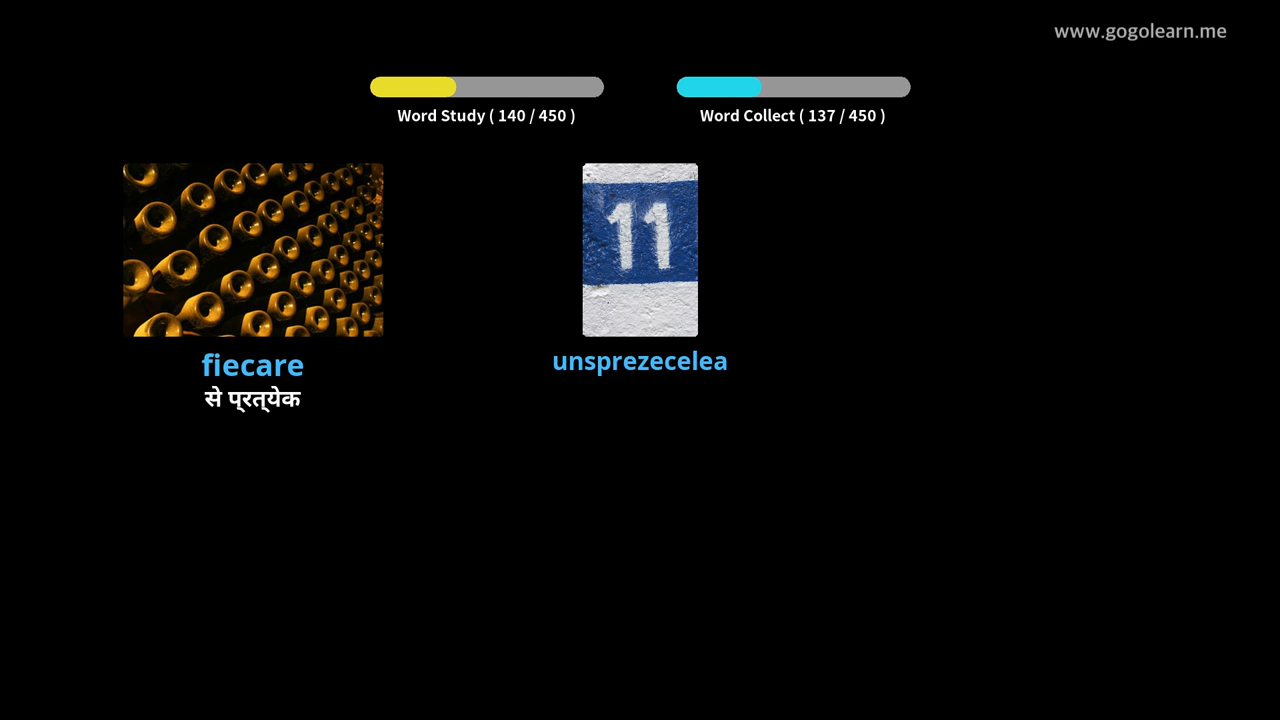 www.gogolearn.me
Word Study ( 140 / 450 )
Word Collect ( 137 / 450 )
11
fiecare
से प्रत्येक
unsprezecelea